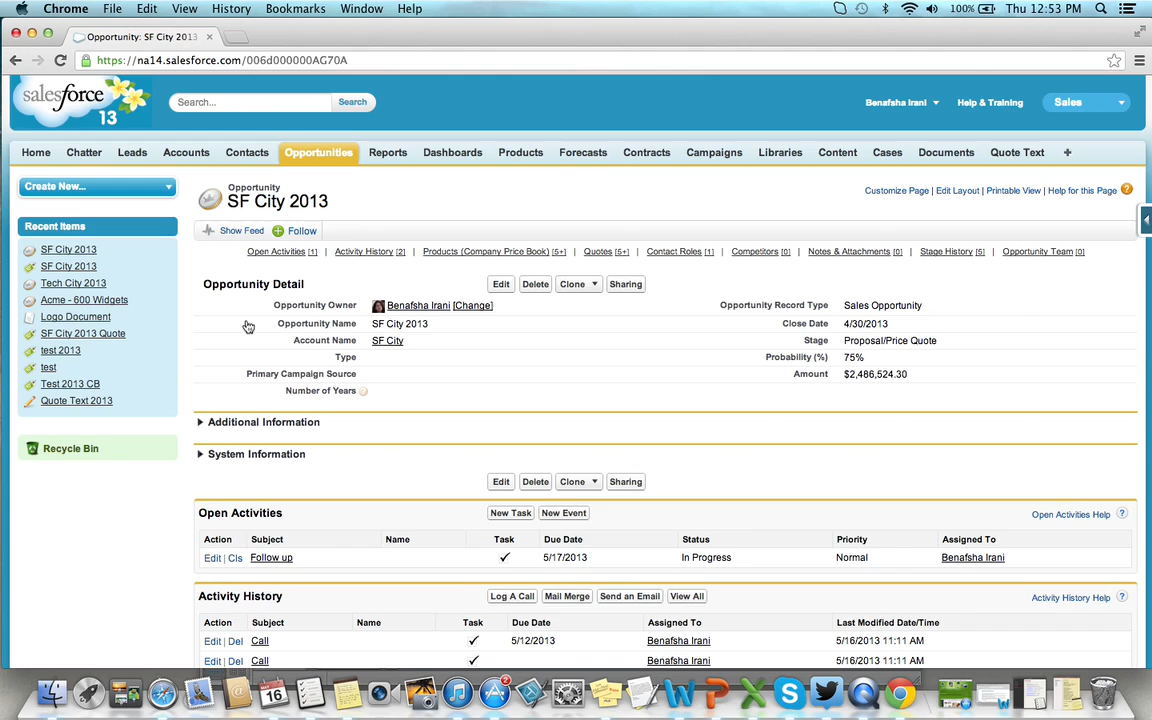 Chrome File Edit View History Bookmarks Window Help 100% Thu 12:53 PM
Opportunity: SF City 2013
https://na14.salesforce.com/006d000000AG70A
salesforce 13 Search... Search Benafsha Irani Help & Training Sales
Home Chatter Leads Accounts Contacts Opportunities Reports Dashboards Products Forecasts Contracts Campaigns Libraries Content Cases Documents Quote Text +
Create New...
Recent Items
SF City 2013
SF City 2013
Tech City 2013
Acme - 600 Widgets
Logo Document
SF City 2013 Quote
test 2013
test
Test 2013 CB
Quote Text 2013
Recycle Bin
Opportunity
SF City 2013
Customize Page | Edit Layout | Printable View | Help for this Page ?
Show Feed Follow
Open Activities [1] | Activity History [2] | Products (Company Price Book) [5+] | Quotes [5+] | Contact Roles [1] | Competitors [0] | Notes & Attachments [0] | Stage History [5] | Opportunity Team [0]
Opportunity Detail Edit Delete Clone Sharing
Opportunity Owner Benafsha Irani [Change] Opportunity Record Type Sales Opportunity
Opportunity Name SF City 2013 Close Date 4/30/2013
Account Name SF City Stage Proposal/Price Quote
Type Probability (%) 75%
Primary Campaign Source Amount $2,486,524.30
Number of Years
Additional Information
System Information
Edit Delete Clone Sharing
Open Activities New Task New Event Open Activities Help ?
Action Subject Name Task Due Date Status Priority Assigned To
Edit | Cls Follow up 5/17/2013 In Progress Normal Benafsha Irani
Activity History Log A Call Mail Merge Send an Email View All Activity History Help ?
Action Subject Name Task Due Date Assigned To Last Modified Date/Time
Edit | Del Call 5/12/2013 Benafsha Irani 5/16/2013 11:11 AM
Edit | Del Call Benafsha Irani 5/16/2013 11:11 AM